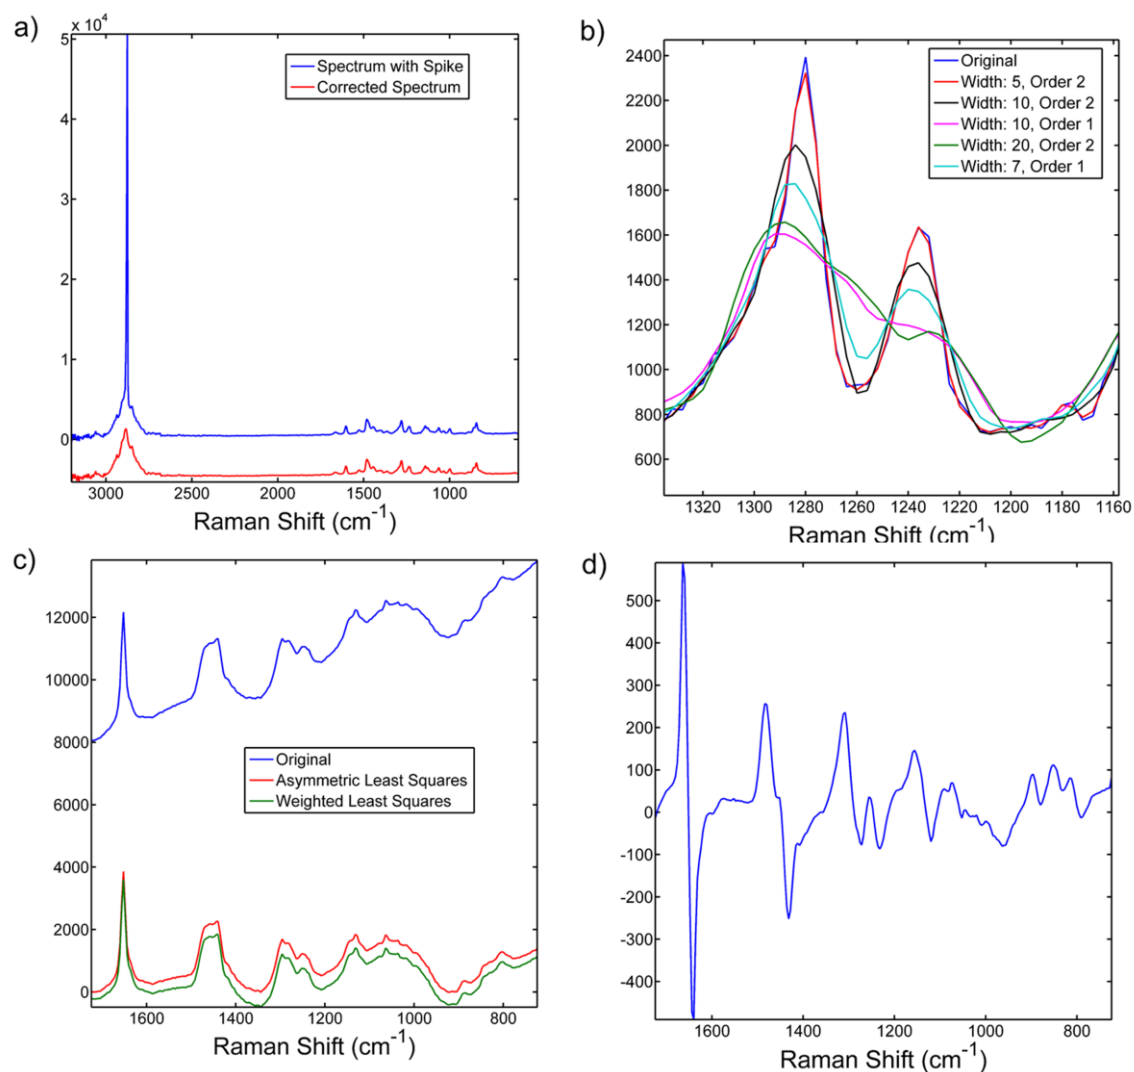 a)
x 10⁴
5
4
3
2
1
0
Spectrum with Spike
Corrected Spectrum
3000 2500 2000 1500 1000
Raman Shift (cm⁻¹)
b)
2400
2200
2000
1800
1600
1400
1200
1000
800
600
Original
Width: 5, Order 2
Width: 10, Order 2
Width: 10, Order 1
Width: 20, Order 2
Width: 7, Order 1
1320 1300 1280 1260 1240 1220 1200 1180 1160
Raman Shift (cm⁻¹)
c)
12000
10000
8000
6000
4000
2000
0
Original
Asymmetric Least Squares
Weighted Least Squares
1600 1400 1200 1000 800
Raman Shift (cm⁻¹)
d)
500
400
300
200
100
0
-100
-200
-300
-400
1600 1400 1200 1000 800
Raman Shift (cm⁻¹)